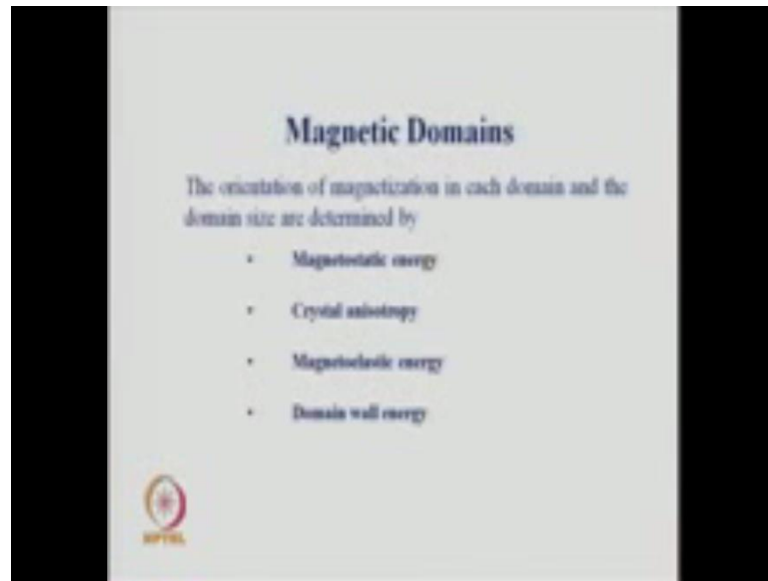 Magnetic Domains
The orientation of magnetization in each domain and the
domain size are determined by
• Magnetostatic energy
• Crystal anisotropy
• Magnetoelastic energy
• Domain wall energy
NPTEL